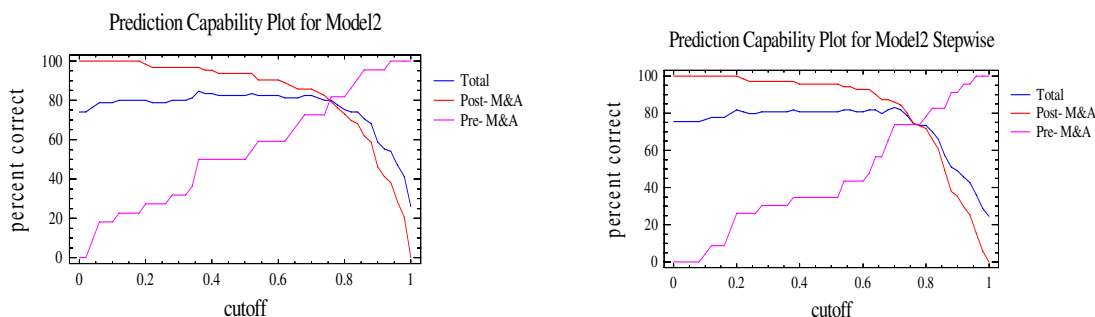 Prediction Capability Plot for Model2
percent correct
100
80
60
40
20
0
0 0.2 0.4 0.6 0.8 1
cutoff
Total
Post- M&A
Pre- M&A
Prediction Capability Plot for Model2 Stepwise
percent correct
100
80
60
40
20
0
0 0.2 0.4 0.6 0.8 1
cutoff
Total
Post- M&A
Pre- M&A